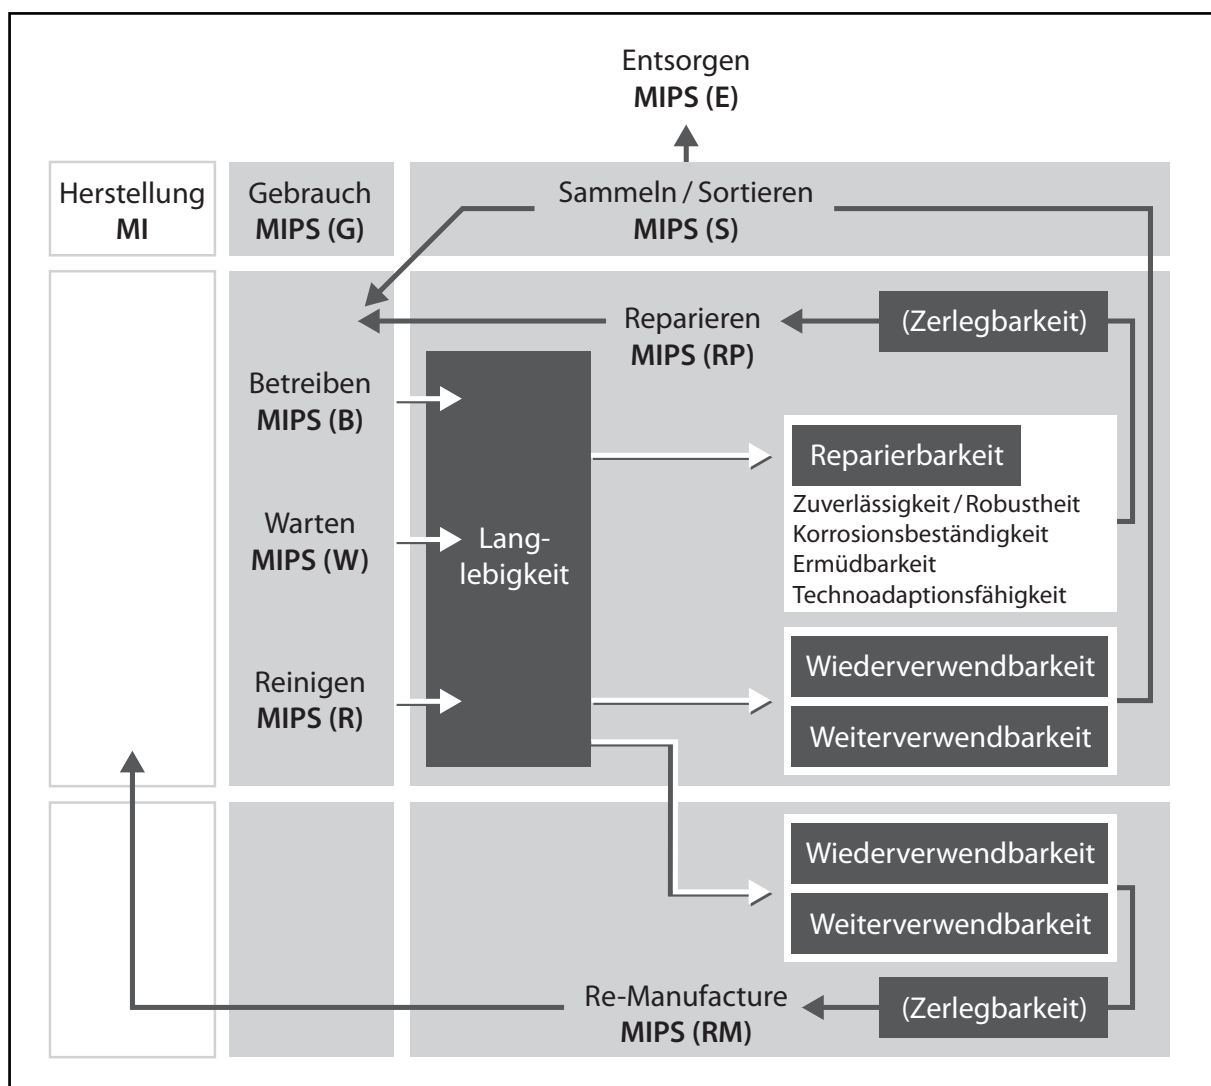 Entsorgen
MIPS (E)
Herstellung
MI
Gebrauch
MIPS (G)
Sammeln / Sortieren
MIPS (S)
Reparieren
MIPS (RP)
(Zerlegbarkeit)
Betreiben
MIPS (B)
Warten
MIPS (W)
Reinigen
MIPS (R)
Lang-
lebigkeit
Reparierbarkeit
Zuverlässigkeit / Robustheit
Korrosionsbeständigkeit
Ermüdbarkeit
Technoadaptionsfähigkeit
Wiederverwendbarkeit
Weiterverwendbarkeit
Wiederverwendbarkeit
Weiterverwendbarkeit
Re-Manufacture
MIPS (RM)
(Zerlegbarkeit)